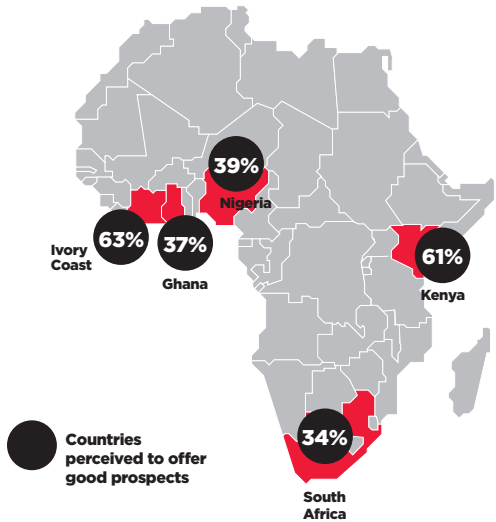 39%
Nigeria
63%
Ivory
Coast
37%
Ghana
61%
Kenya
34%
South
Africa
Countries
perceived to offer
good prospects